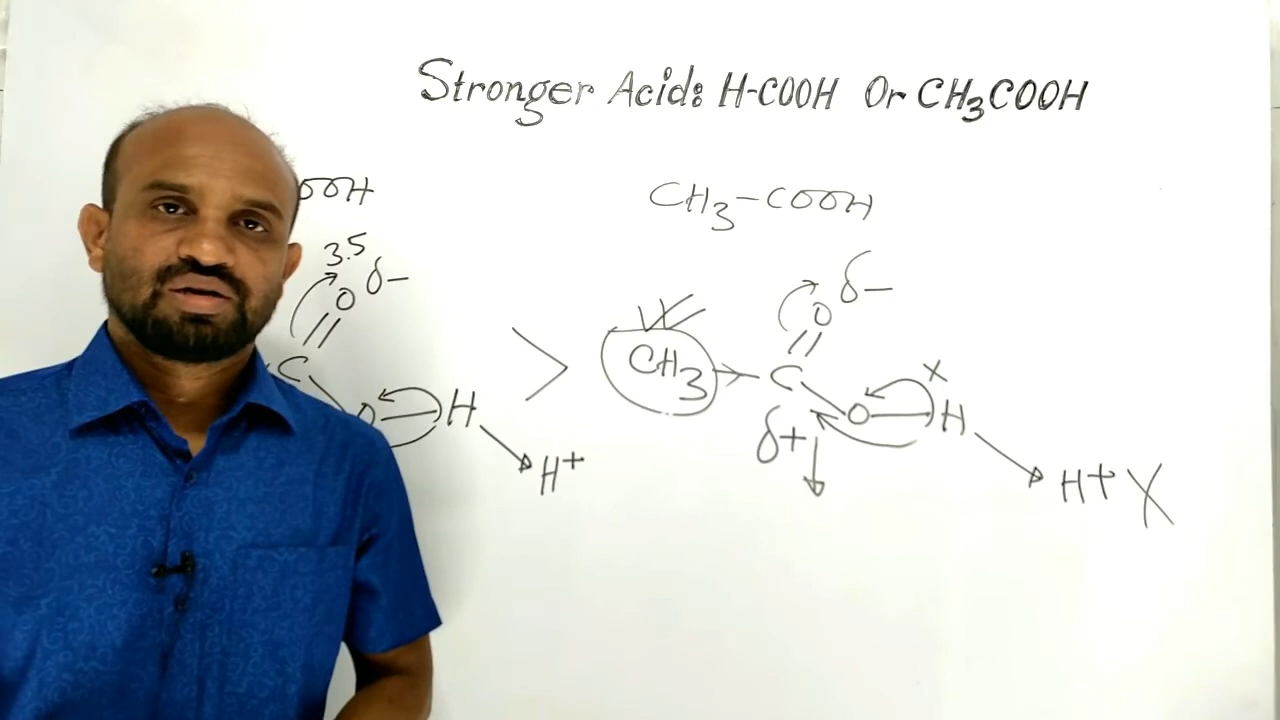 Stronger Acid: H-COOH Or CH3COOH
OOH
CH3-COOH
3.5
δ-
O
δ-
O
C
>
CH3
C
X
O
H
O
H
δ+
H+
H+ X